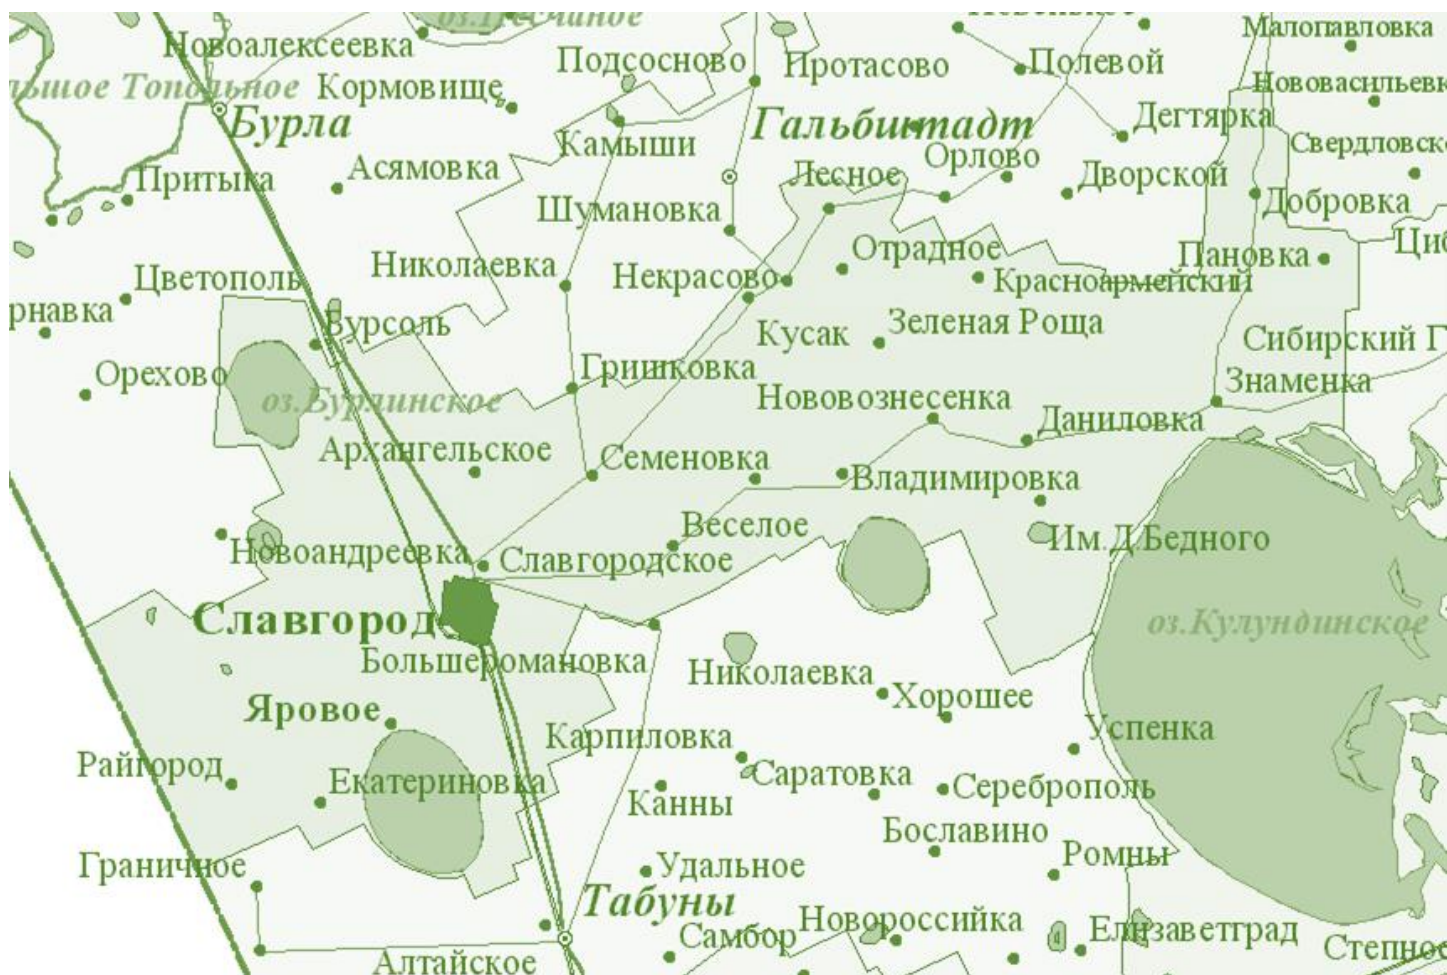 оз.Песчаное
Новоалексеевка
Подсосново
Протасово
Полевой
Малопавловка
Кормовище
Бурла
Камыши
Гальбштадт
Дегтярка
Притыка
Асямовка
Лесное
Орлово
Дворской
Добровка
Шумановка
Цветополь
Николаевка
Некрасово
Отрадное
Красноармейский
Пановка
Бурсоль
Кусак
Зеленая Роща
Сибирский
Орехово
оз.Бурлинское
Гришковка
Нововознесенка
Знаменка
Даниловка
Архангельское
Семеновка
Владимировка
Новоандреевка
Славгородское
Веселое
Им.Д.Бедного
Славгород
оз.Кулундинское
Большеромановка
Николаевка
Хорошее
Яровое
Карпиловка
Успенка
Райгород
Екатериновка
Канны
Саратовка
Сереброполь
Бославино
Ромны
Граничное
Удальное
Табуны
Новороссийка
Елизаветград
Самбор
Алтайское